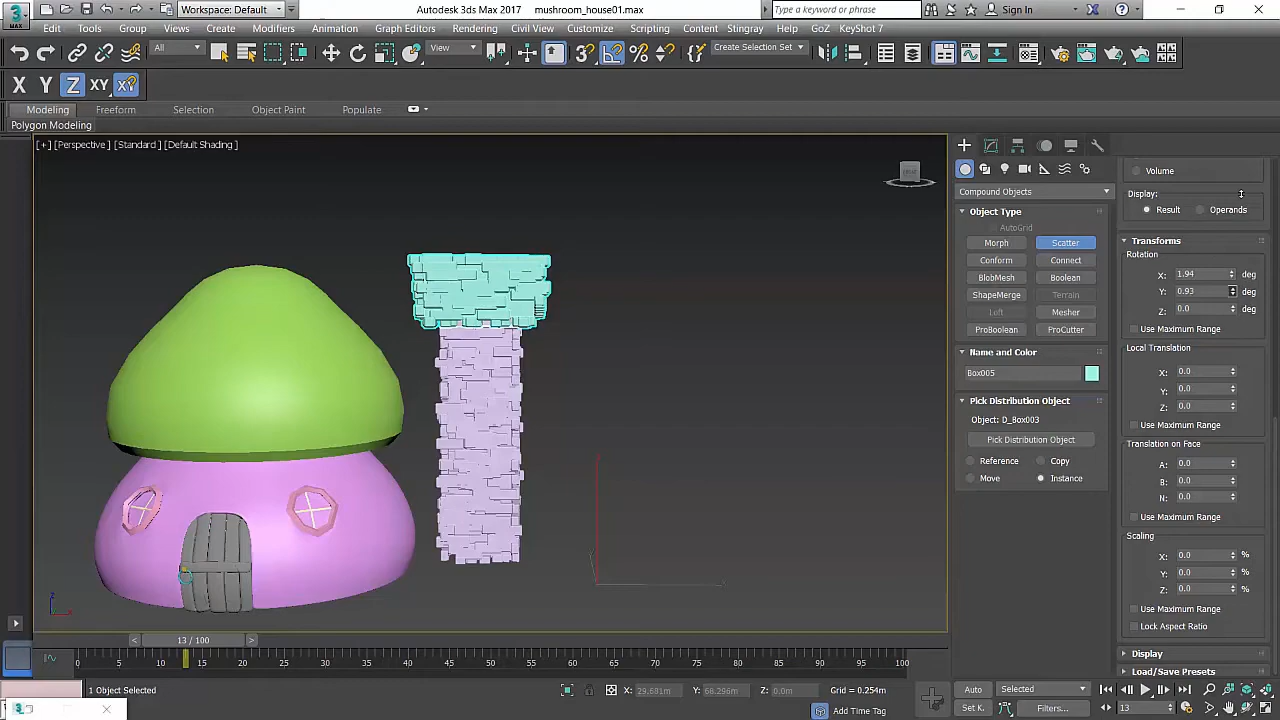 Workspace: Default
Autodesk 3ds Max 2017 mushroom_house01.max
Type a keyword or phrase
Sign In
MAX
Edit Tools Group Views Create Modifiers Animation Graph Editors Rendering Civil View Customize Scripting Content Stingray GoZ KeyShot 7
All
View
Create Selection Set
X Y Z XY
Modeling Freeform Selection Object Paint Populate
Polygon Modeling
[+] [Perspective ] [Standard ] [Default Shading ]
Compound Objects
Object Type
AutoGrid
Morph Scatter
Conform Connect
BlobMesh Boolean
ShapeMerge Terrain
Loft Mesher
ProBoolean ProCutter
Name and Color
Box005
Pick Distribution Object
Object: D_Box003
Pick Distribution Object
Reference Copy
Move Instance
Volume
Display:
Result Operands
Transforms
Rotation
X: 1.94 deg
Y: 0.93 deg
Z: 0.0 deg
Use Maximum Range
Local Translation
X: 0.0
Y: 0.0
Z: 0.0
Use Maximum Range
Translation on Face
A: 0.0
B: 0.0
N: 0.0
Use Maximum Range
Scaling
X: 0.0 %
Y: 0.0 %
Z: 0.0 %
Use Maximum Range
Lock Aspect Ratio
Display
Load/Save Presets
13 / 100
0 5 10 15 20 25 30 35 40 45 50 55 60 65 70 75 80 85 90 95 100
1 Object Selected
X: 29.681m Y: 68.296m Z: 0.0m Grid = 0.254m
Add Time Tag
Auto Selected
Set K. Filters...
13